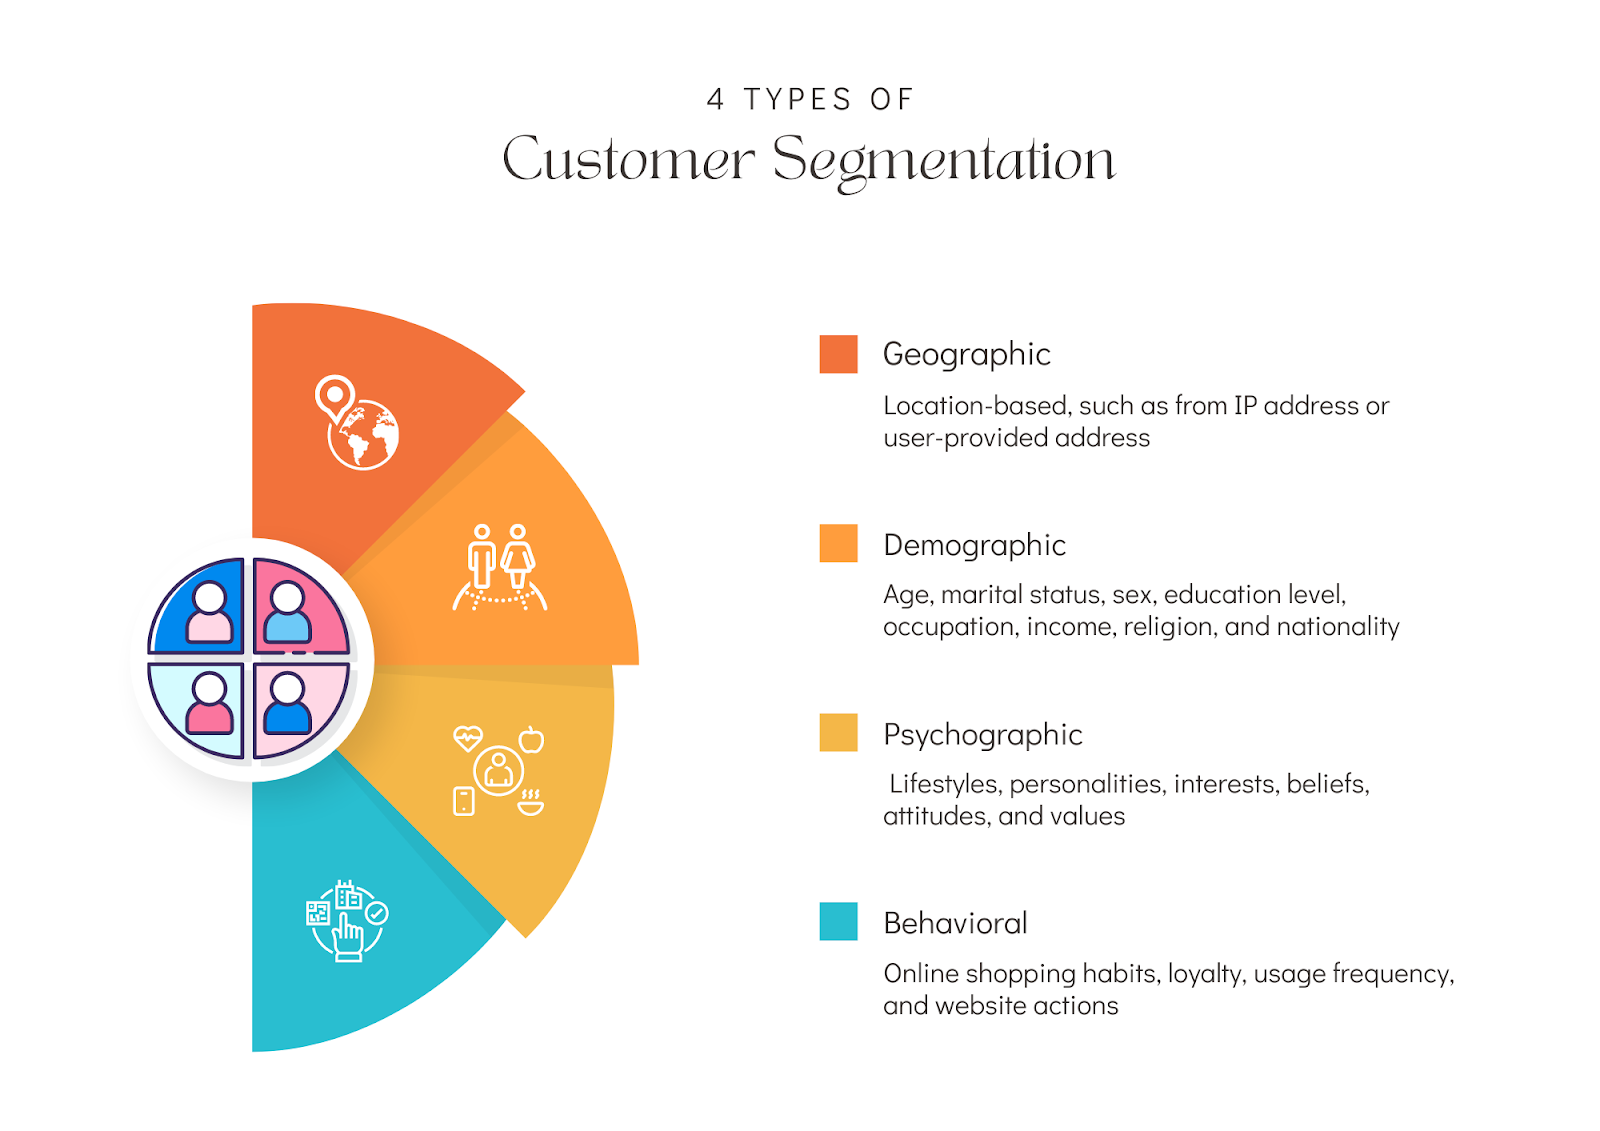 4 TYPES OF
Customer Segmentation
Geographic
Location-based, such as from IP address or
user-provided address
Demographic
Age, marital status, sex, education level,
occupation, income, religion, and nationality
Psychographic
Lifestyles, personalities, interests, beliefs,
attitudes, and values
Behavioral
Online shopping habits, loyalty, usage frequency,
and website actions